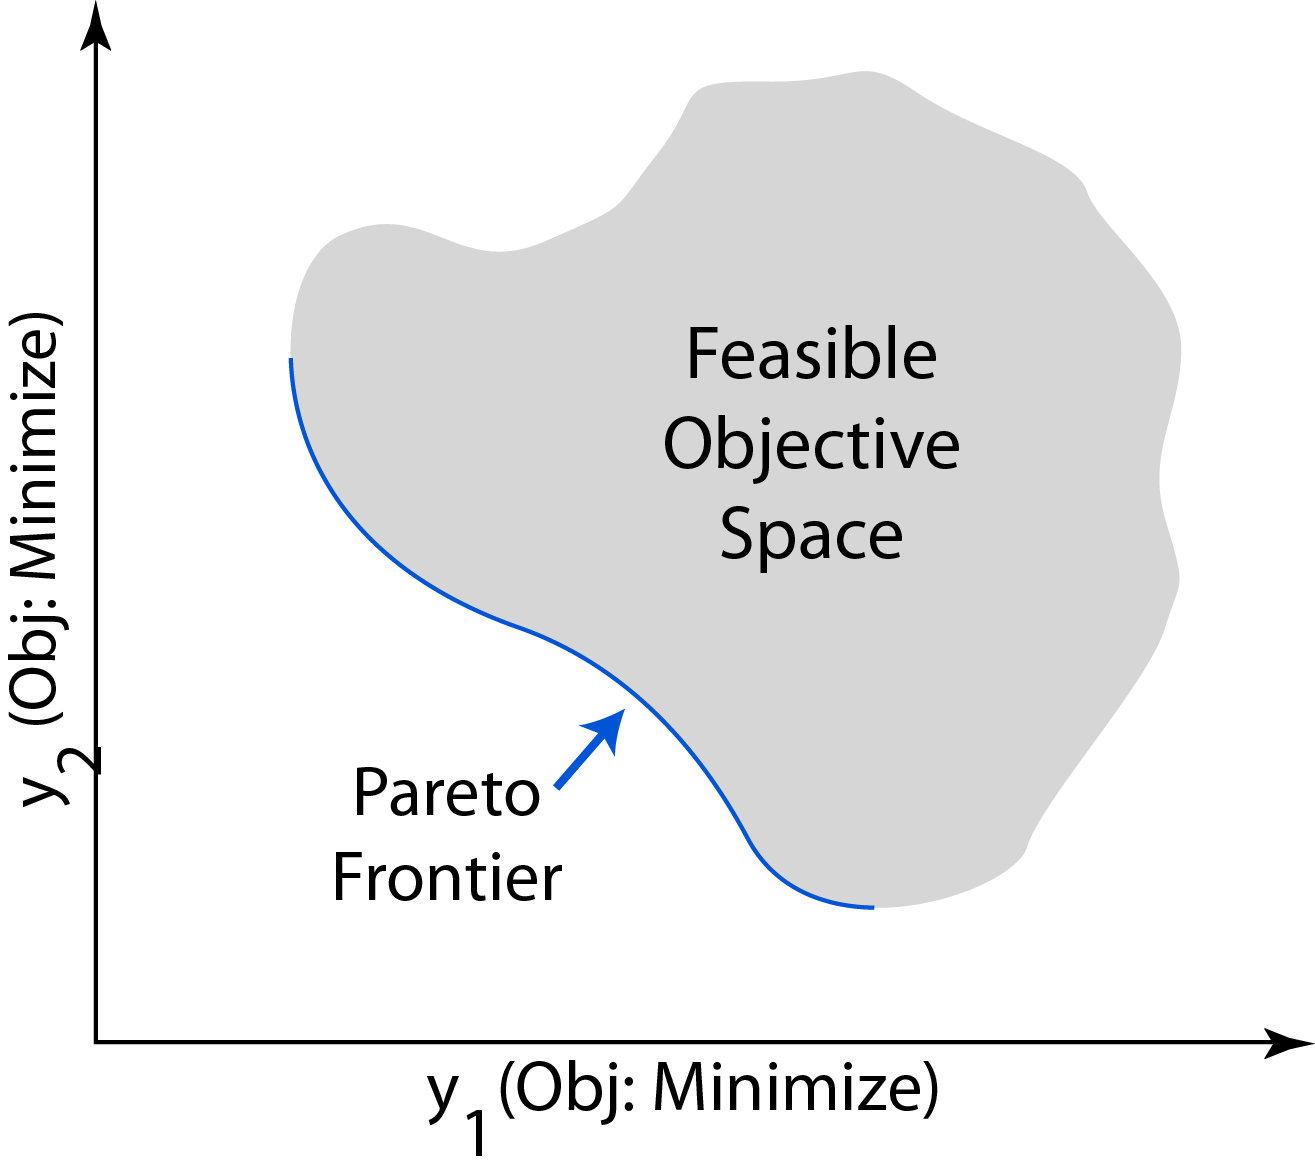 y2 (Obj: Minimize)
Feasible
Objective
Space
Pareto
Frontier
y1 (Obj: Minimize)